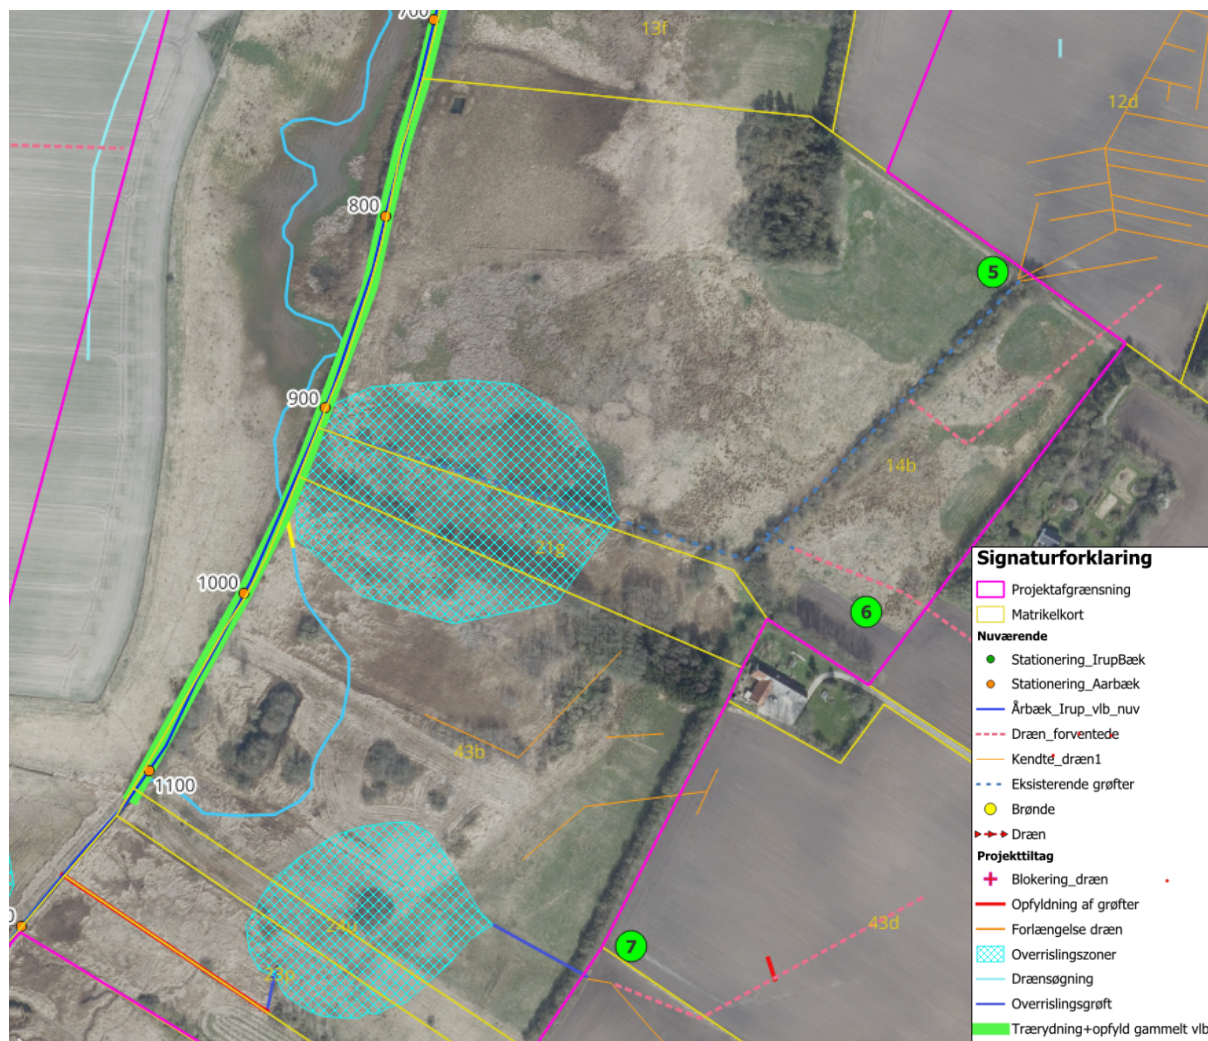 700
13f
12d
800
5
900
14b
21g
1000
6
43b
1100
43d
24d
7
23p
Signaturforklaring
Projektafgrænsning
Matrikelkort
Nuværende
Stationering_IrupBæk
Stationering_Aarbæk
Årbæk_Irup_vlb_nuv
Dræn_forventede
Kendte_dræn1
Eksisterende grøfter
Brønde
Dræn
Projekttiltag
Blokering_dræn
Opfyldning af grøfter
Forlængelse dræn
Overrislingszoner
Drænsøgning
Overrislingsgrøft
Trærydning+opfyld gammelt vlb